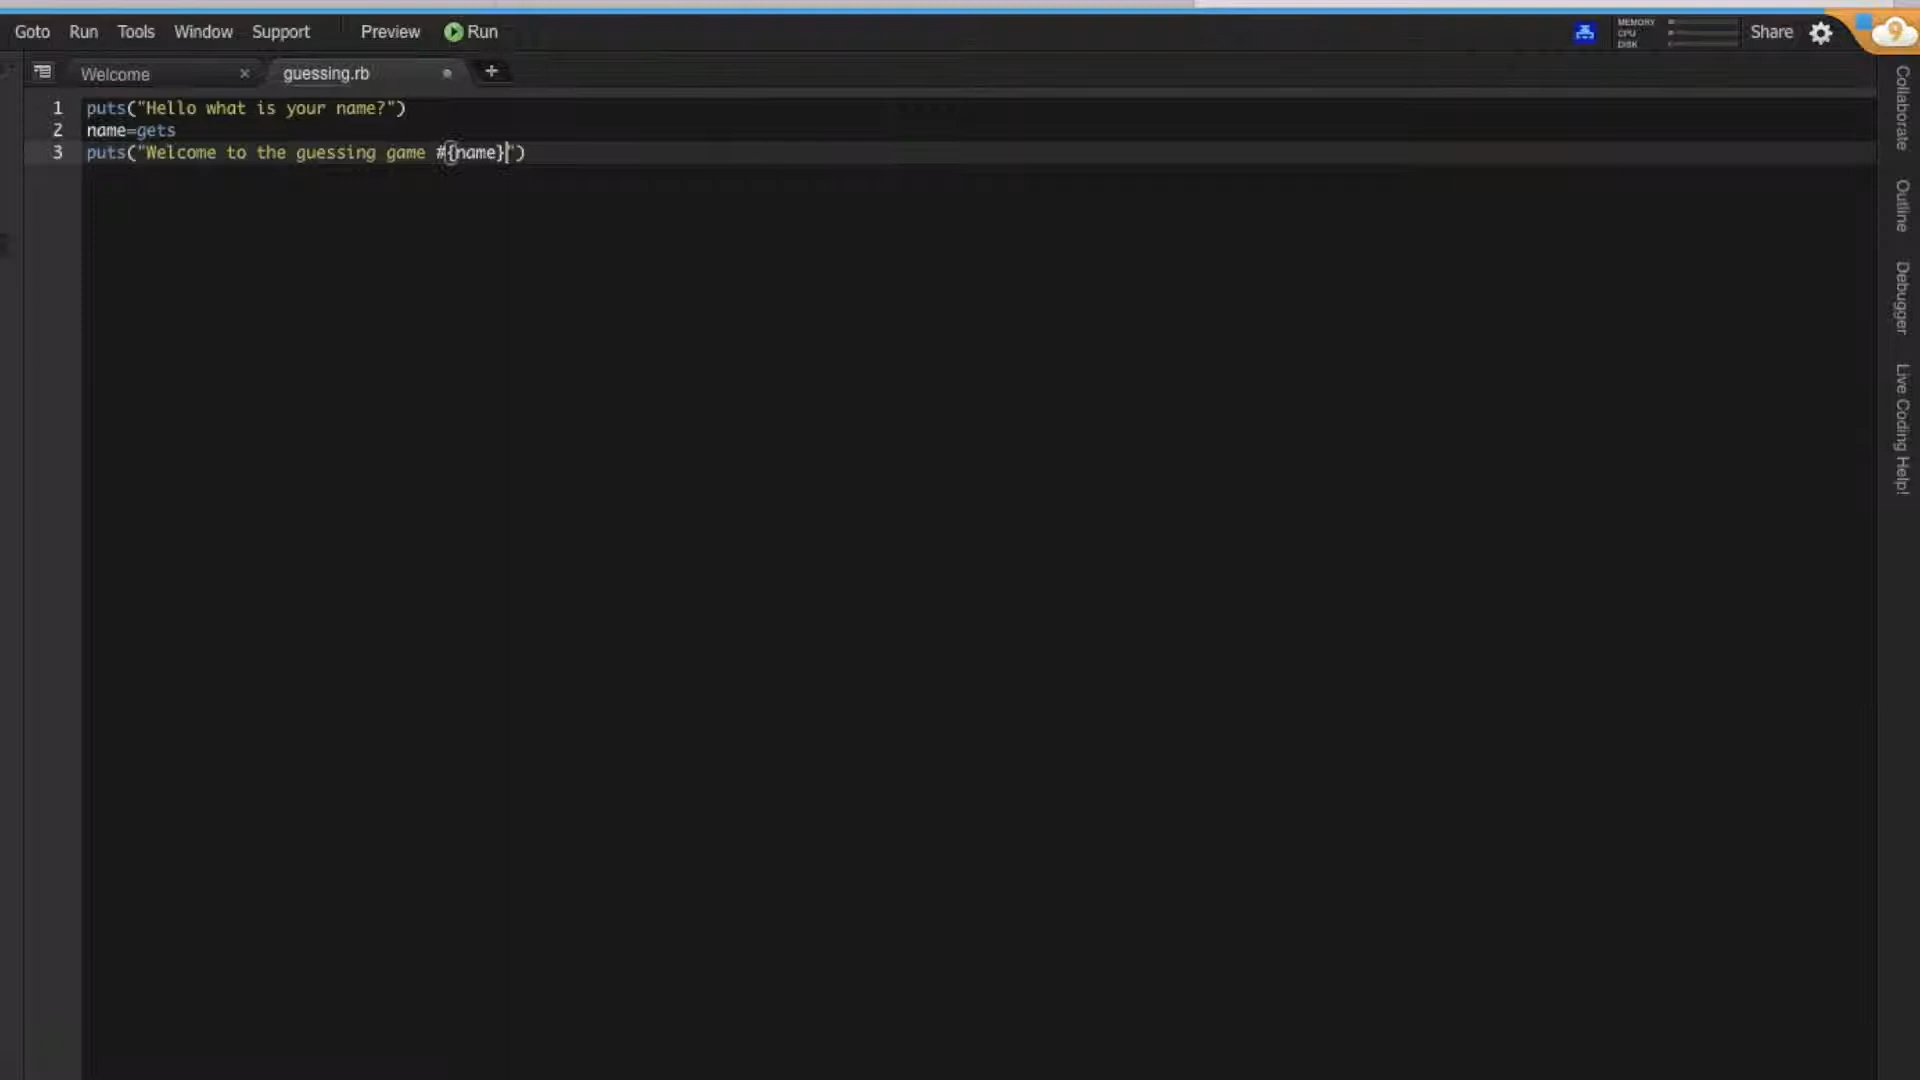 Goto Run Tools Window Support Preview Run MEMORY CPU DISK Share 9
Welcome × guessing.rb +
1 puts("Hello what is your name?")
2 name=gets
3 puts("Welcome to the guessing game #{name}")
Collaborate
Outline
Debugger
Live Coding Help!